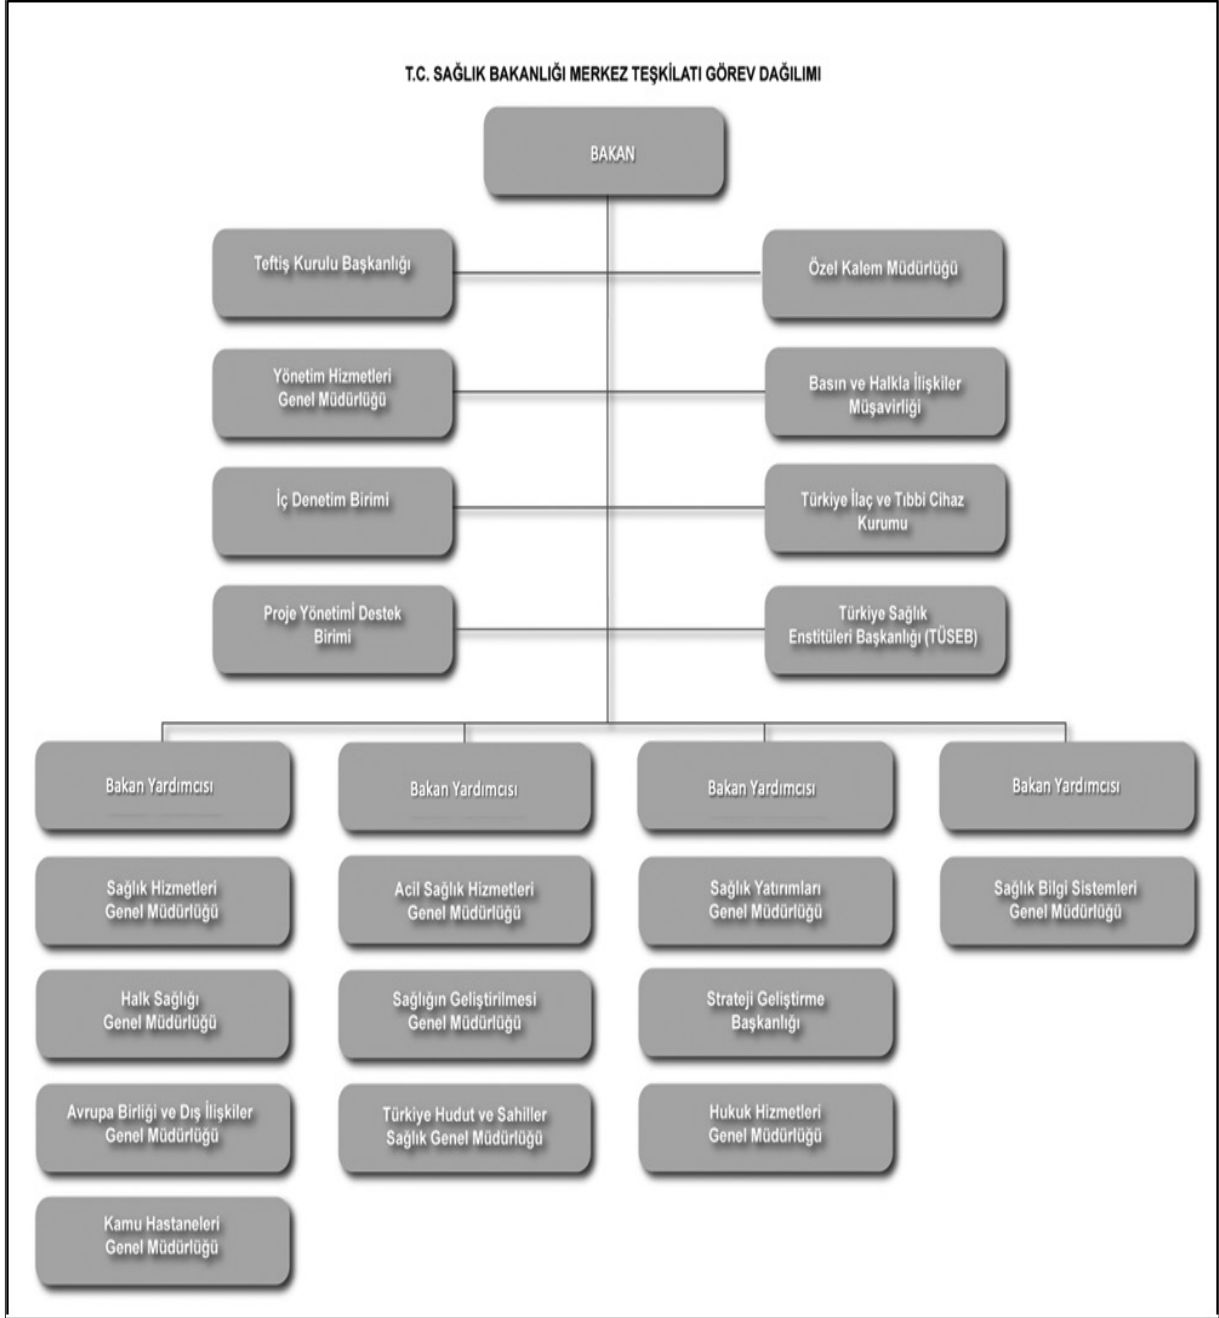 T.C. SAĞLIK BAKANLIĞI MERKEZ TEŞKİLATI GÖREV DAĞILIMI
BAKAN
Teftiş Kurulu Başkanlığı
Özel Kalem Müdürlüğü
Yönetim Hizmetleri
Genel Müdürlüğü
Basın ve Halkla İlişkiler
Müşavirliği
İç Denetim Birimi
Türkiye İlaç ve Tıbbi Cihaz
Kurumu
Proje Yönetimİ Destek
Birimi
Türkiye Sağlık
Enstitüleri Başkanlığı (TÜSEB)
Bakan Yardımcısı
Bakan Yardımcısı
Bakan Yardımcısı
Bakan Yardımcısı
Sağlık Hizmetleri
Genel Müdürlüğü
Acil Sağlık Hizmetleri
Genel Müdürlüğü
Sağlık Yatırımları
Genel Müdürlüğü
Sağlık Bilgi Sistemleri
Genel Müdürlüğü
Halk Sağlığı
Genel Müdürlüğü
Sağlığın Geliştirilmesi
Genel Müdürlüğü
Strateji Geliştirme
Başkanlığı
Avrupa Birliği ve Dış İlişkiler
Genel Müdürlüğü
Türkiye Hudut ve Sahiller
Sağlık Genel Müdürlüğü
Hukuk Hizmetleri
Genel Müdürlüğü
Kamu Hastaneleri
Genel Müdürlüğü